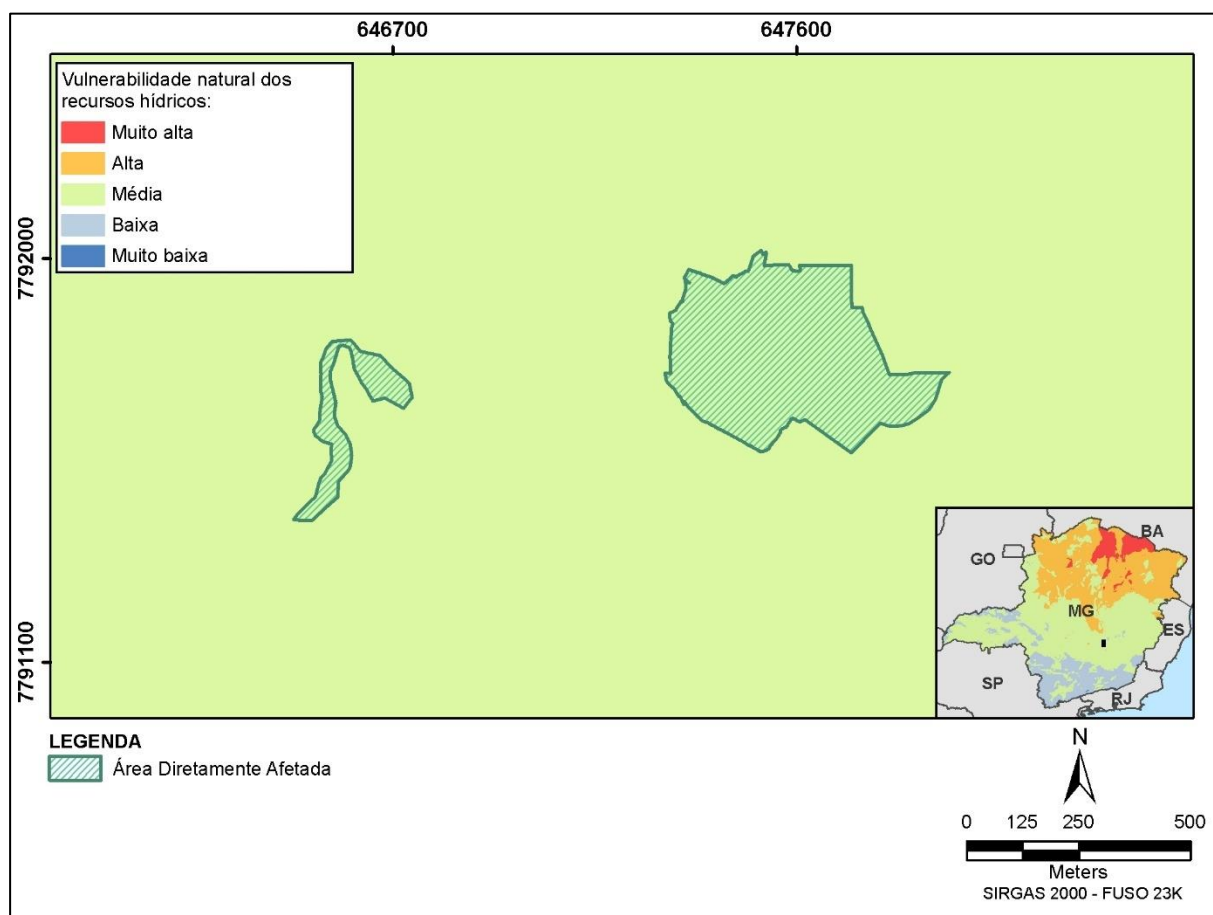 646700
647600
Vulnerabilidade natural dos
recursos hídricos:
Muito alta
Alta
Média
Baixa
Muito baixa
7792000
7791100
BA
GO
MG
ES
SP
RJ
LEGENDA
Área Diretamente Afetada
N
0 125 250 500
Meters
SIRGAS 2000 - FUSO 23K